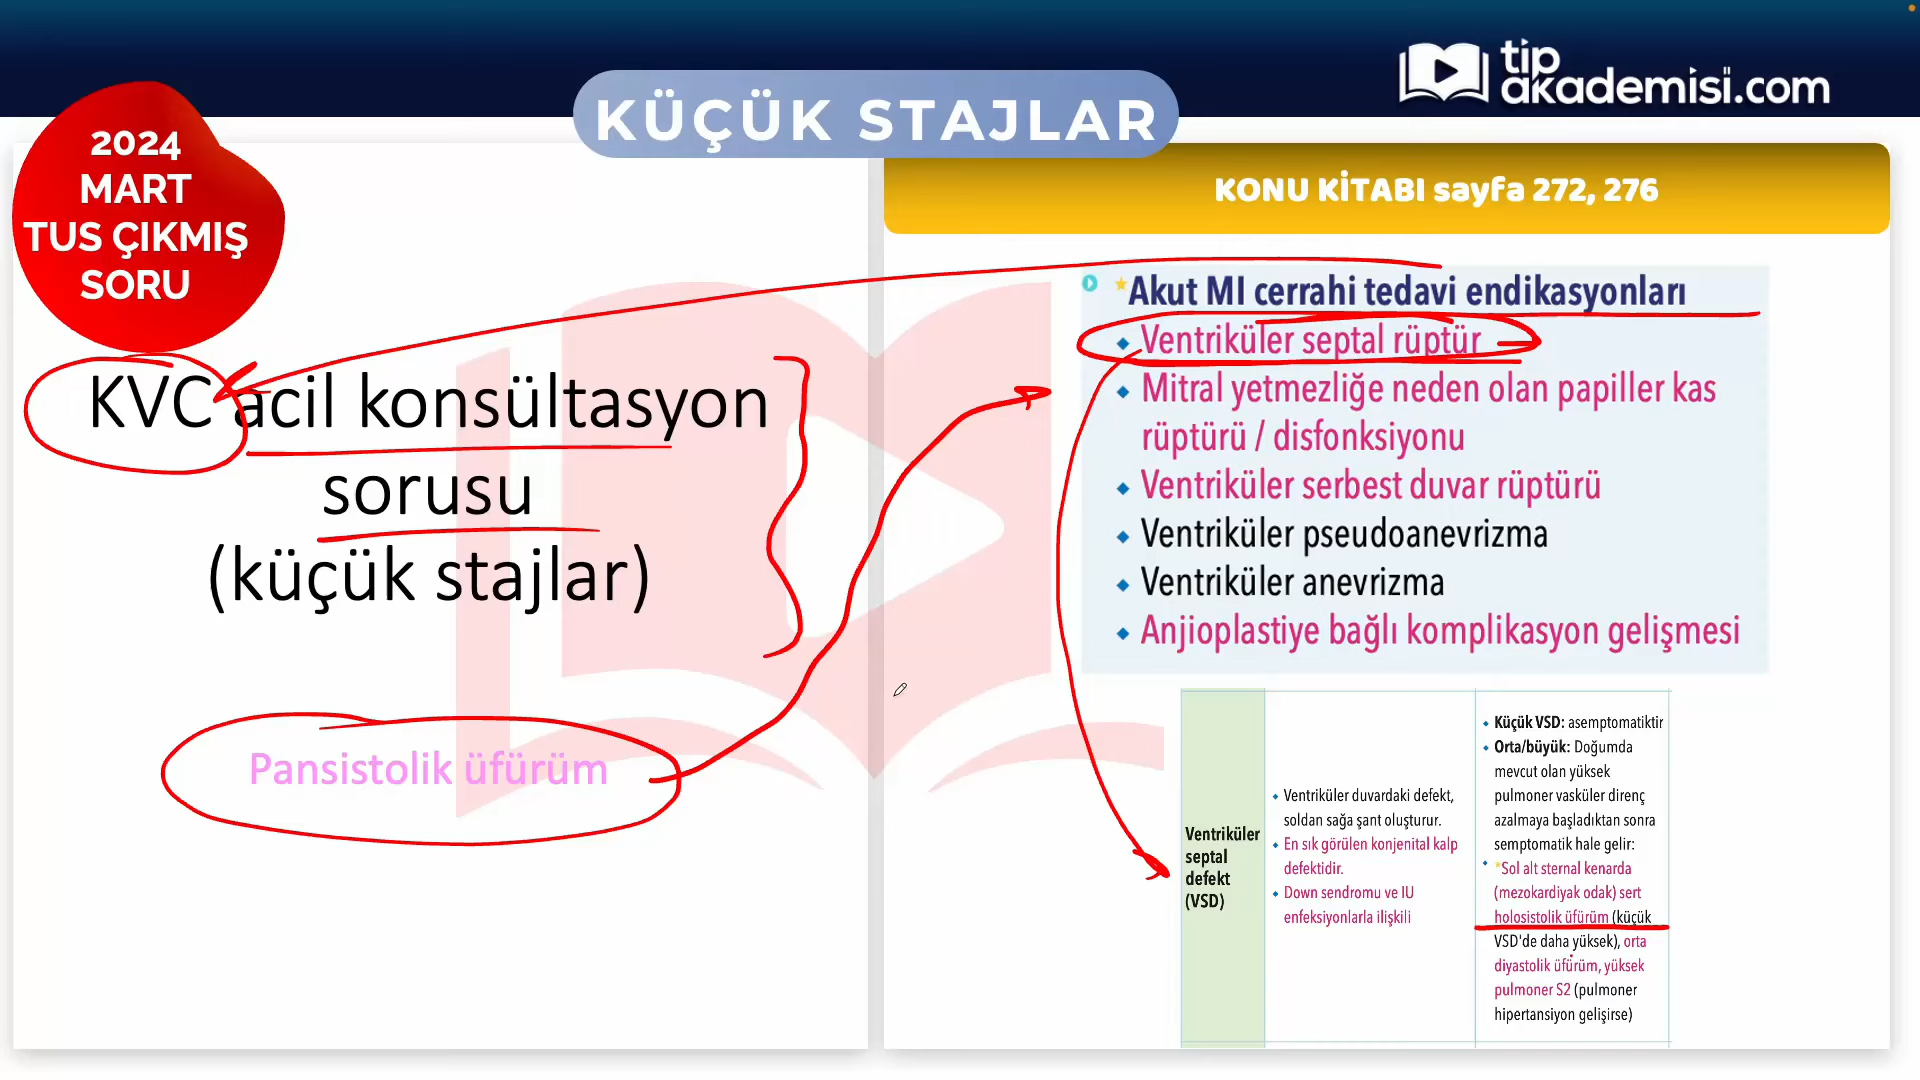 tıp
akademisi.com
KÜÇÜK STAJLAR
2024
MART
TUS ÇIKMIŞ
SORU
KVC acil konsültasyon
sorusu
(küçük stajlar)
Pansistolik üfürüm
KONU KİTABI sayfa 272, 276
*Akut MI cerrahi tedavi endikasyonları
Ventriküler septal rüptür
Mitral yetmezliğe neden olan papiller kas
rüptürü / disfonksiyonu
Ventriküler serbest duvar rüptürü
Ventriküler pseudoanevrizma
Ventriküler anevrizma
Anjioplastiye bağlı komplikasyon gelişmesi
Ventriküler
septal
defekt
(VSD)
Ventriküler duvardaki defekt,
soldan sağa şant oluşturur.
En sık görülen konjenital kalp
defektidir.
Down sendromu ve IU
enfeksiyonlarla ilişkili
Küçük VSD: asemptomatiktir
Orta/büyük: Doğumda
mevcut olan yüksek
pulmoner vasküler direnç
azalmaya başladıktan sonra
semptomatik hale gelir:
*Sol alt sternal kenarda
(mezokardiyak odak) sert
holosistolik üfürüm (küçük
VSD'de daha yüksek), orta
diyastolik üfürüm, yüksek
pulmoner S2 (pulmoner
hipertansiyon gelişirse)